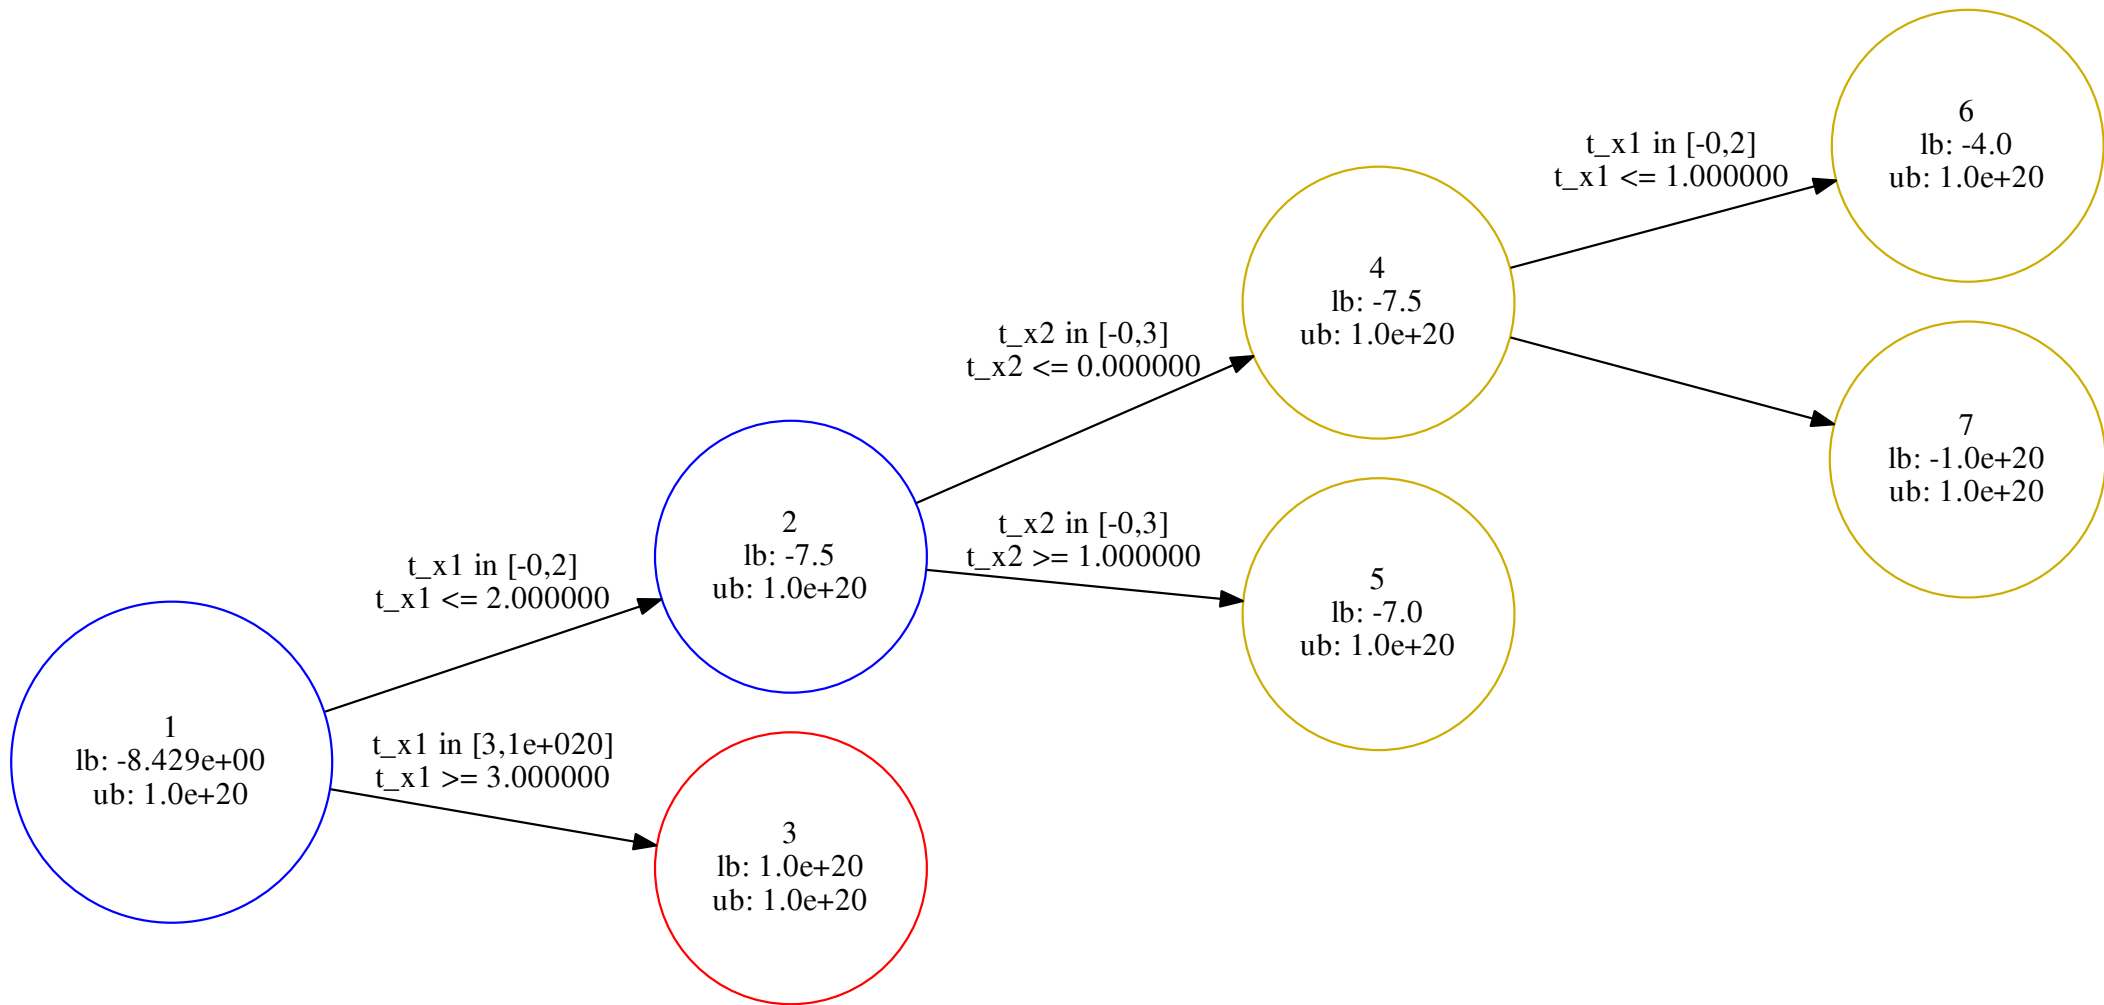 1
lb: -8.429e+00
ub: 1.0e+20
t_x1 in [-0,2]
t_x1 <= 2.000000
t_x1 in [3,1e+020]
t_x1 >= 3.000000
2
lb: -7.5
ub: 1.0e+20
3
lb: 1.0e+20
ub: 1.0e+20
t_x2 in [-0,3]
t_x2 <= 0.000000
t_x2 in [-0,3]
t_x2 >= 1.000000
4
lb: -7.5
ub: 1.0e+20
5
lb: -7.0
ub: 1.0e+20
t_x1 in [-0,2]
t_x1 <= 1.000000
6
lb: -4.0
ub: 1.0e+20
7
lb: -1.0e+20
ub: 1.0e+20